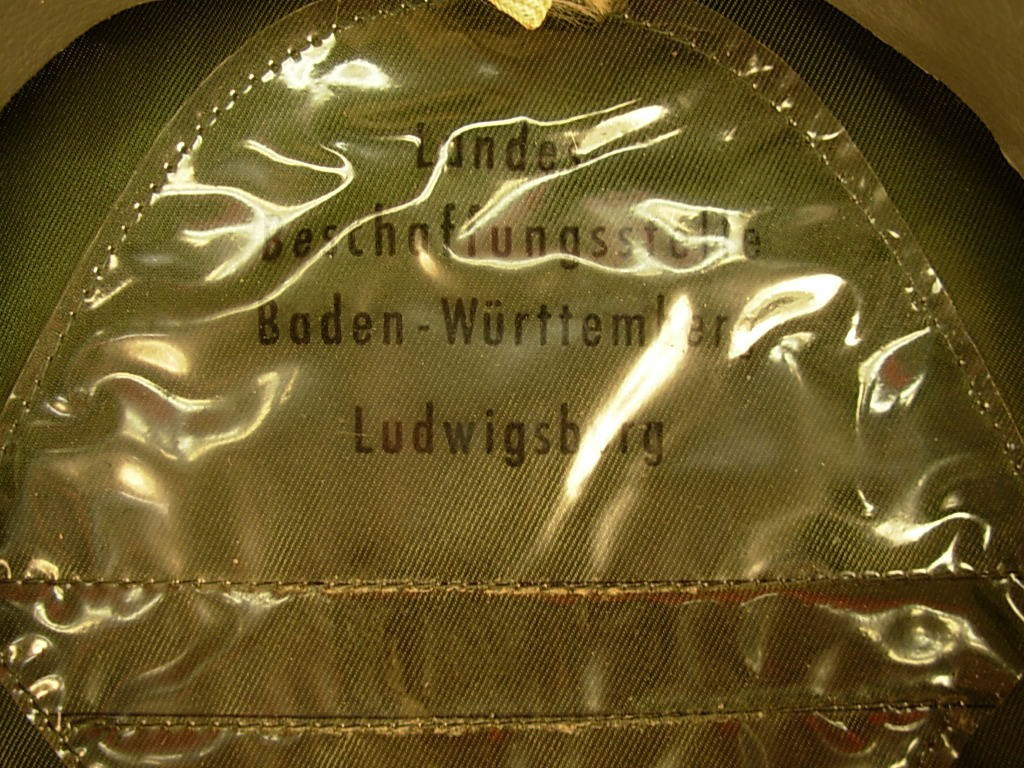 Landes
Beschaffungsstelle
Baden-Württemberg
Ludwigsburg